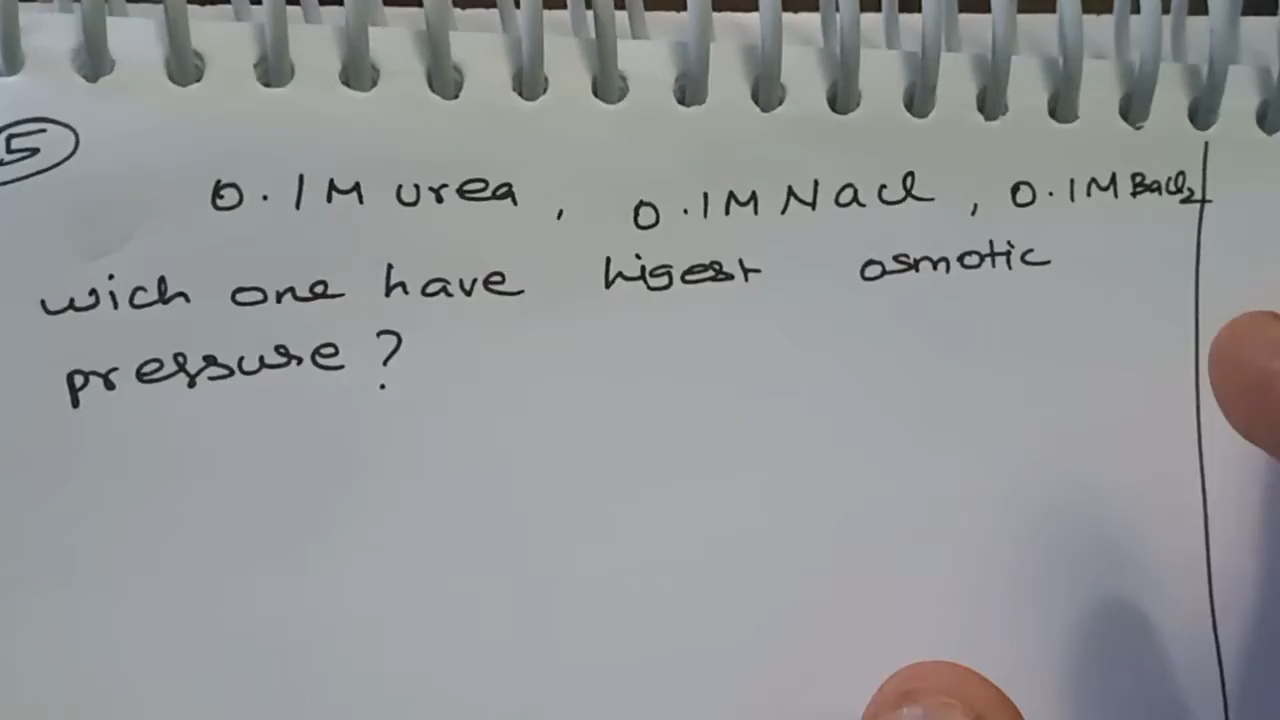 5
0.1M urea, 0.1M NaCl, 0.1M BaCl2
wich one have higest osmotic
pressure?